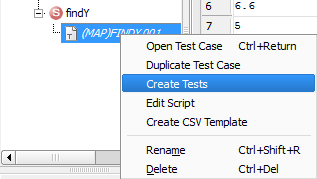 findY
(MAP)FINDY.001
6 6.6
7 5
Open Test Case Ctrl+Return
Duplicate Test Case
Create Tests
Edit Script
Create CSV Template
Rename Ctrl+Shift+R
Delete Ctrl+Del